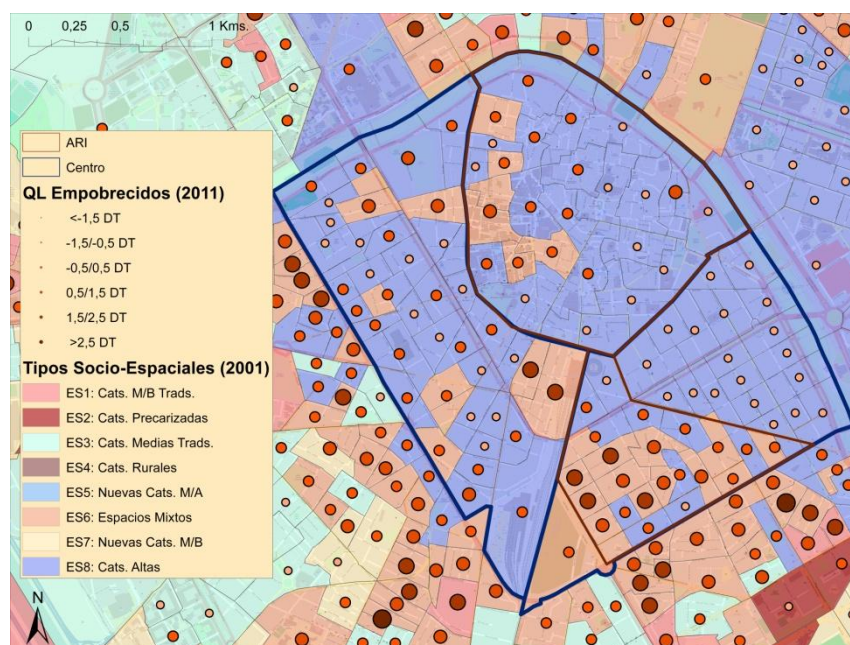 0 0,25 0,5 1 Kms.
ARI
Centro
QL Empobrecidos (2011)
<-1,5 DT
-1,5/-0,5 DT
-0,5/0,5 DT
0,5/1,5 DT
1,5/2,5 DT
>2,5 DT
Tipos Socio-Espaciales (2001)
ES1: Cats. M/B Trads.
ES2: Cats. Precarizadas
ES3: Cats. Medias Trads.
ES4: Cats. Rurales
ES5: Nuevas Cats. M/A
ES6: Espacios Mixtos
ES7: Nuevas Cats. M/B
ES8: Cats. Altas
N